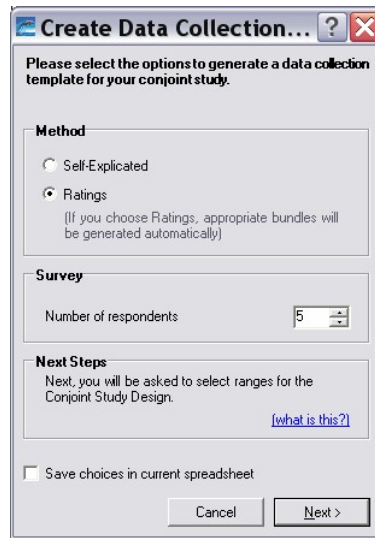 Create Data Collection... ?
Please select the options to generate a data collection
template for your conjoint study.
Method
Self-Explicated
Ratings
(If you choose Ratings, appropriate bundles will
be generated automatically)
Survey
Number of respondents 5
Next Steps
Next, you will be asked to select ranges for the
Conjoint Study Design.
(what is this?)
Save choices in current spreadsheet
Cancel Next >